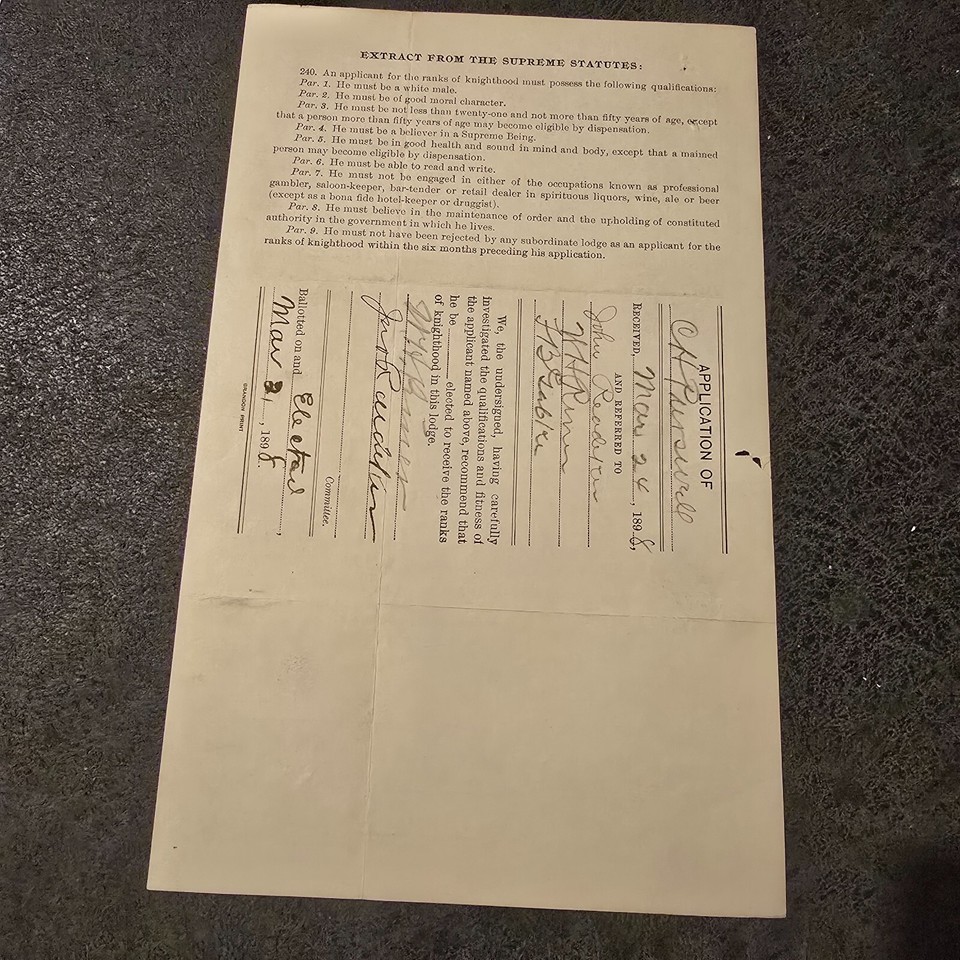 EXTRACT FROM THE SUPREME STATUTES:
240. An applicant for the ranks of knighthood must possess the following qualifications:
Par. 1. He must be a white male.
Par. 2. He must be of good moral character.
Par. 3. He must be not less than twenty-one and not more than fifty years of age, except
that a person more than fifty years of age may become eligible by dispensation.
Par. 4. He must be a believer in a Supreme Being.
Par. 5. He must be in good health and sound in mind and body, except that a maimed
person may become eligible by dispensation.
Par. 6. He must be able to read and write.
Par. 7. He must not be engaged in either of the occupations known as professional
gambler, saloon-keeper, bar-tender or retail dealer in spirituous liquors, wine, ale or beer
(except as a bona fide hotel-keeper or druggist).
Par. 8. He must believe in the maintenance of order and the upholding of constituted
authority in the government in which he lives.
Par. 9. He must not have been rejected by any subordinate lodge as an applicant for the
ranks of knighthood within the six months preceding his application.
APPLICATION OF
C H
RECEIVED, Mar 24, 1898,
AND REFERRED TO
John
We, the undersigned, having carefully
investigated the qualifications and fitness of
the applicant named above, recommend that
he be elected to receive the ranks
of knighthood in this lodge.
Committee.
Ballotted on and Elected,
Mar 21, 1898.
GRANDON PRINT